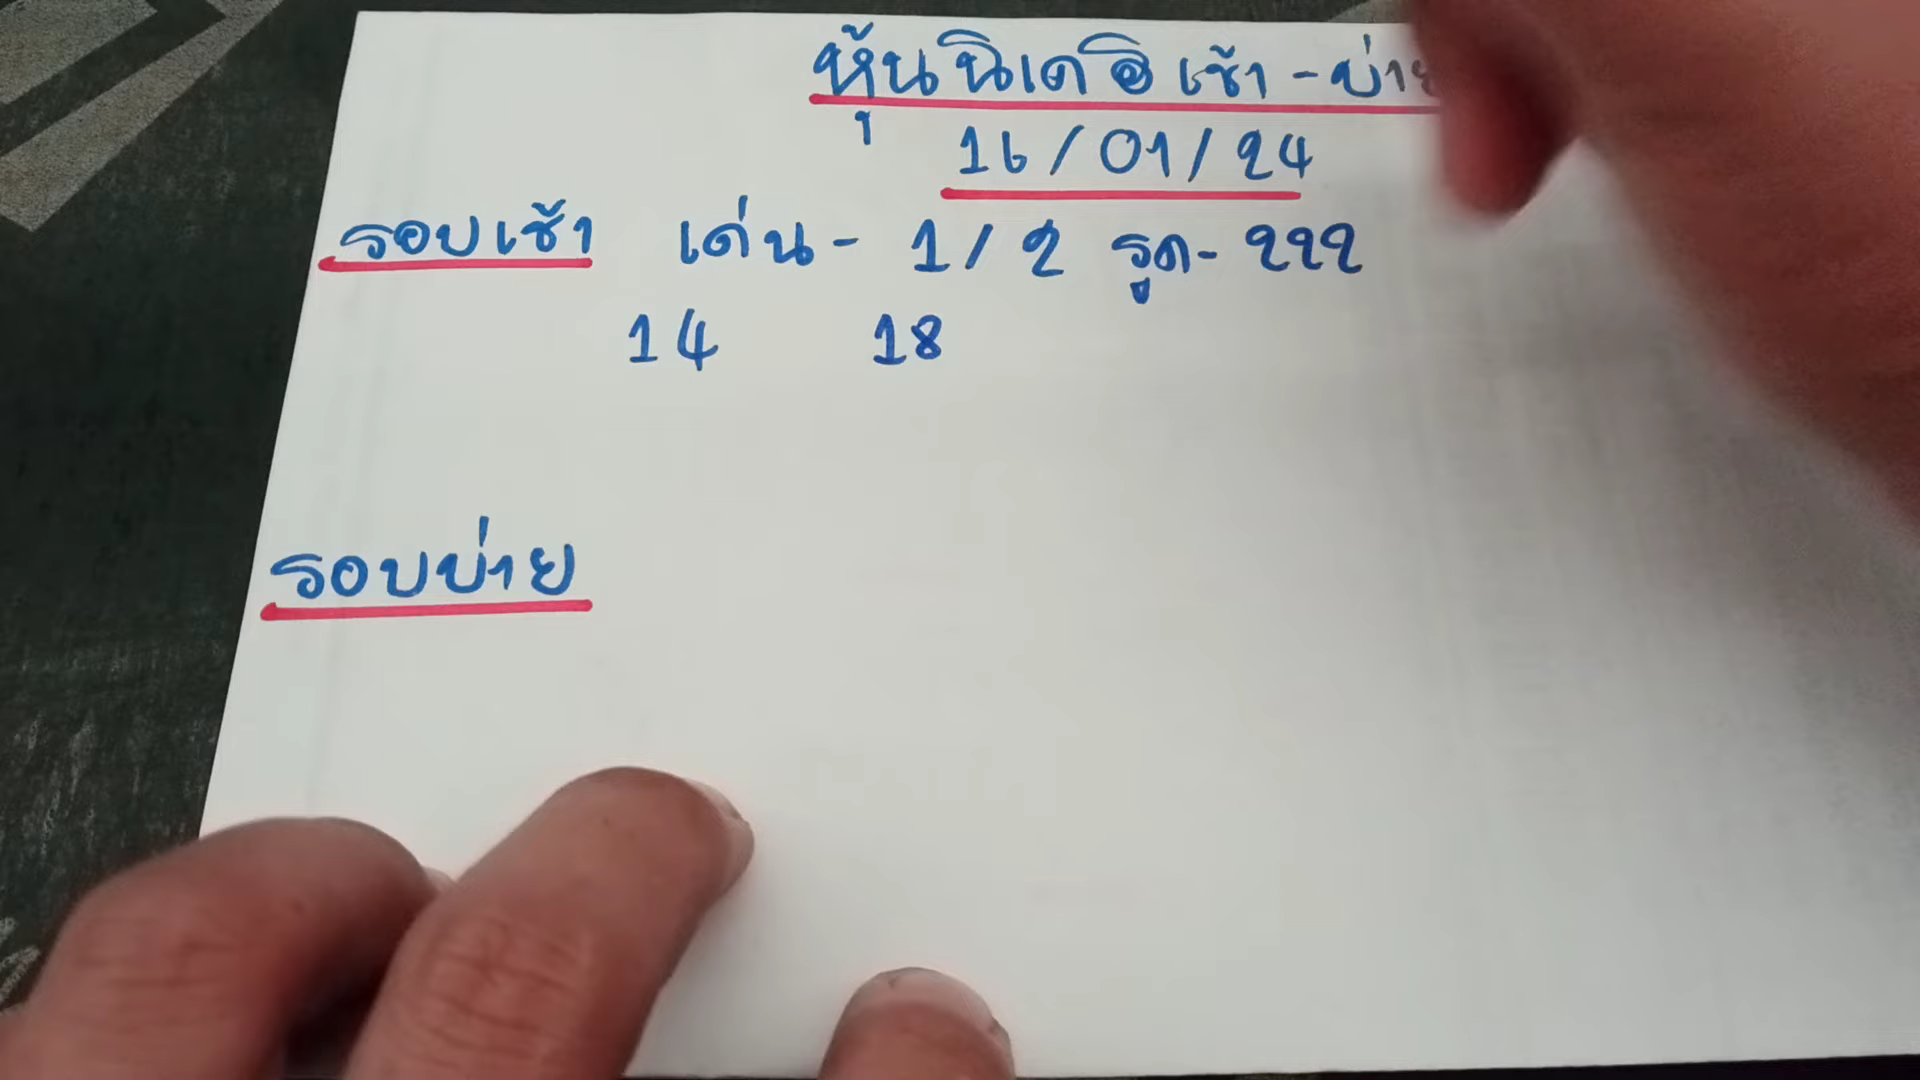 หุ้นนิเคอิ เช้า - บ่าย
16/01/24
รอบเช้า เด่น - 1/2 รูด - 222
14 18
รอบบ่าย